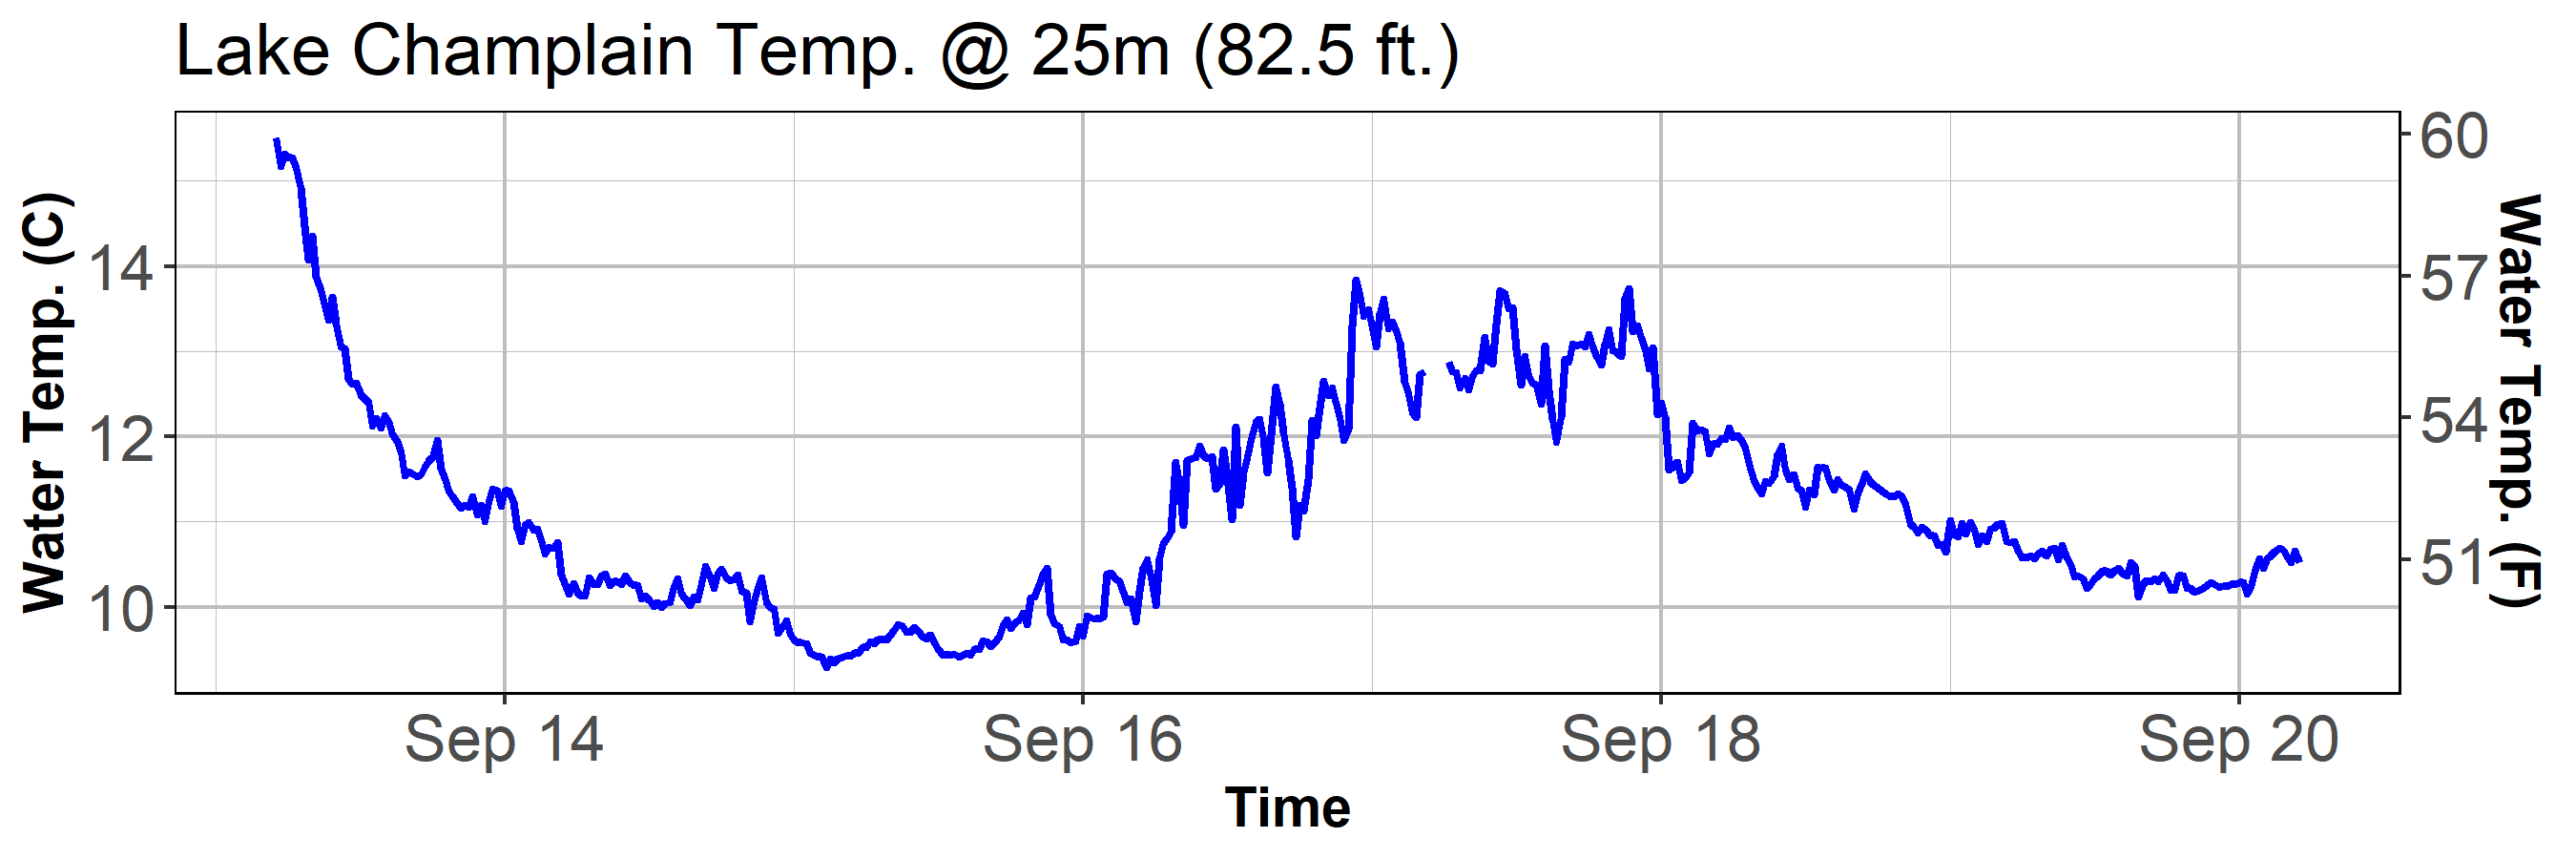 Lake Champlain Temp. @ 25m (82.5 ft.)
Water Temp. (C)
14
12
10
60
57
54
51
Water Temp. (F)
Sep 14
Sep 16
Sep 18
Sep 20
Time